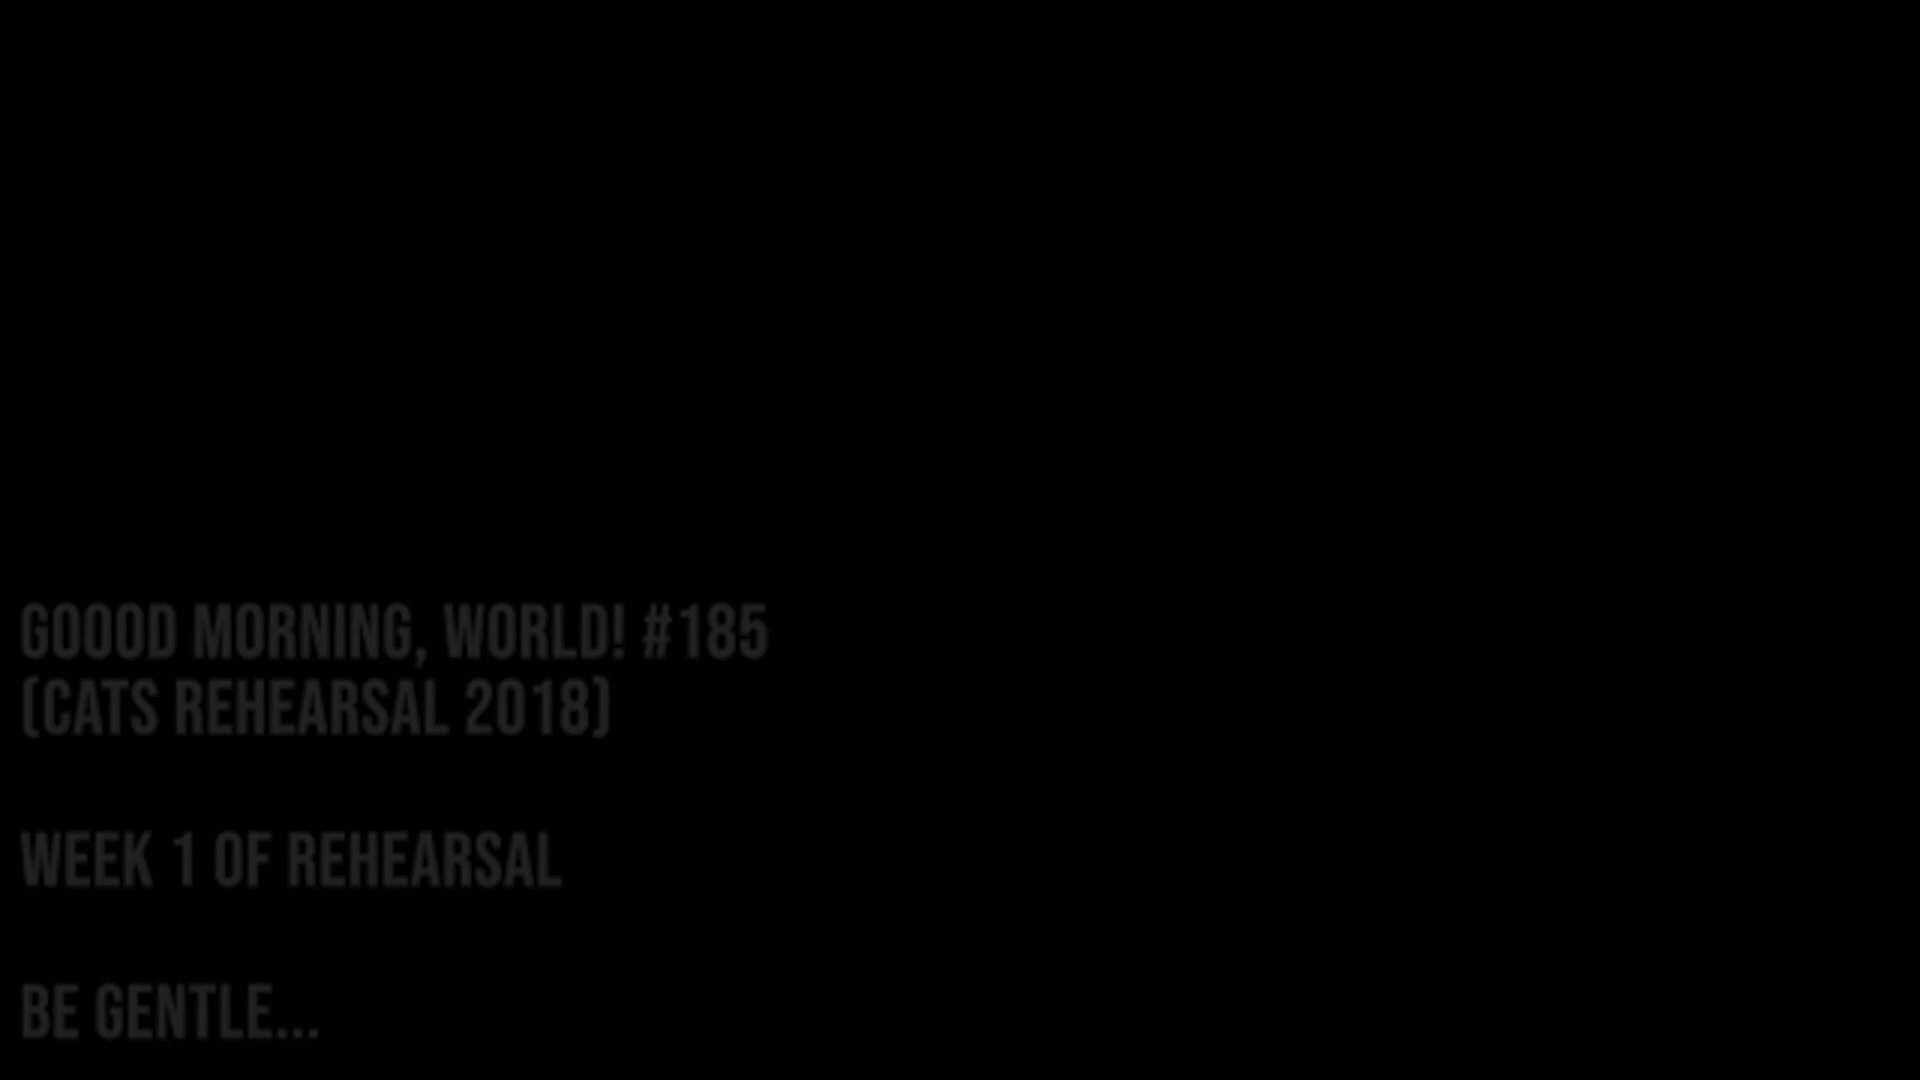 GOOOD MORNING, WORLD! #185
(CATS REHEARSAL 2018)
WEEK 1 OF REHEARSAL
BE GENTLE...